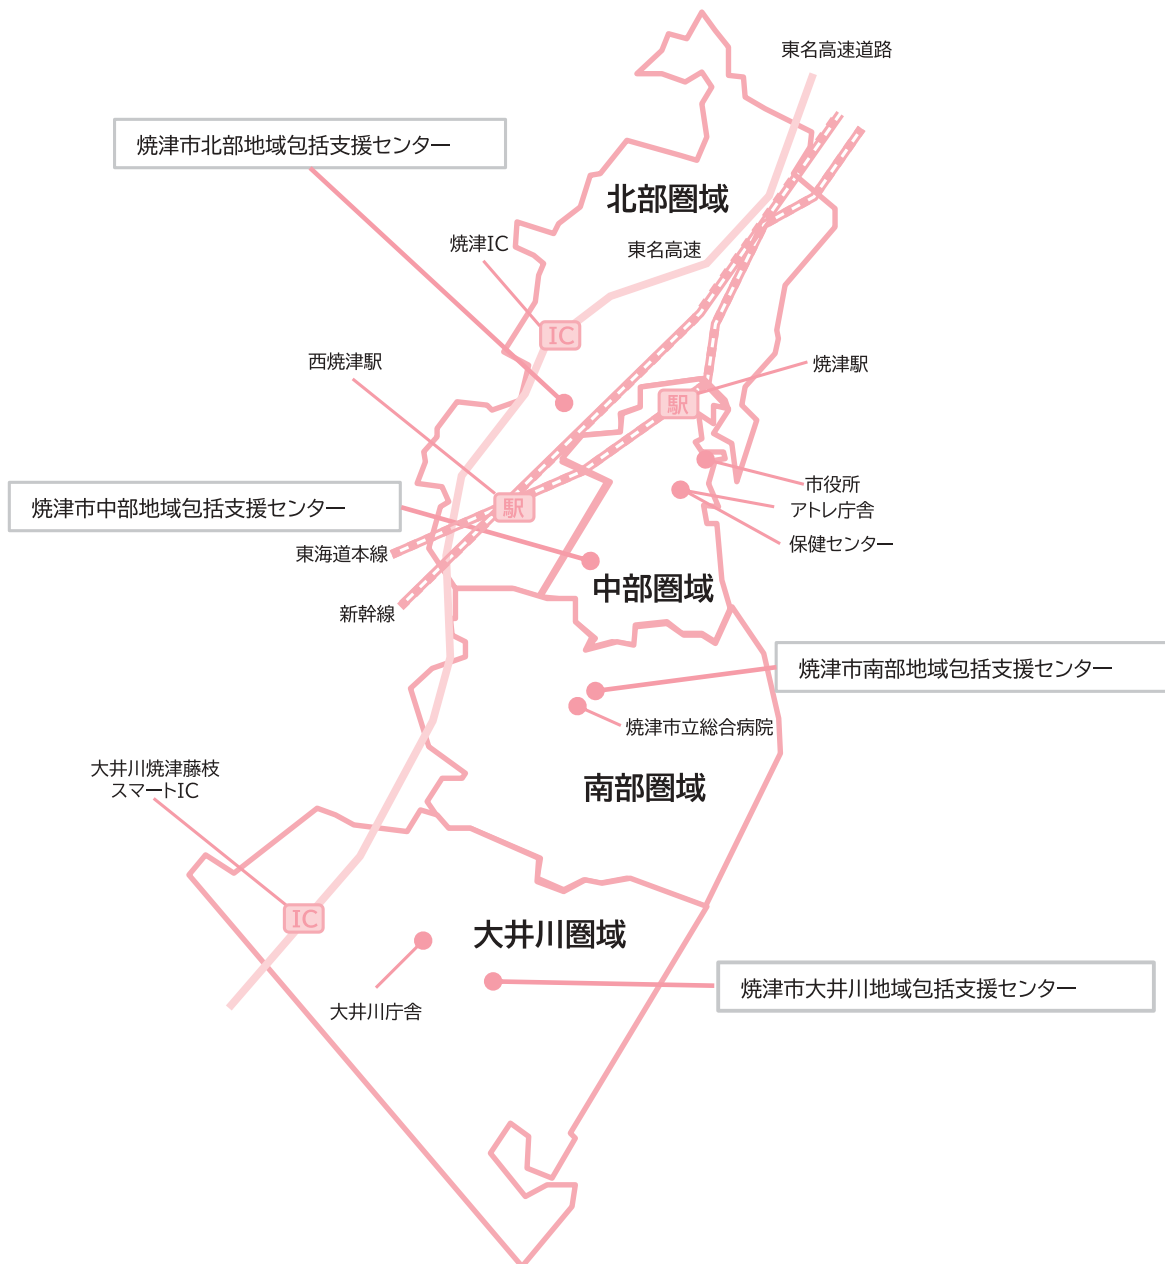 東名高速道路
焼津市北部地域包括支援センター
北部圏域
焼津IC
東名高速
IC
西焼津駅
焼津駅
駅
市役所
焼津市中部地域包括支援センター
駅
アトレ庁舎
保健センター
東海道本線
中部圏域
新幹線
焼津市南部地域包括支援センター
焼津市立総合病院
大井川焼津藤枝
スマートIC
南部圏域
IC
大井川圏域
焼津市大井川地域包括支援センター
大井川庁舎